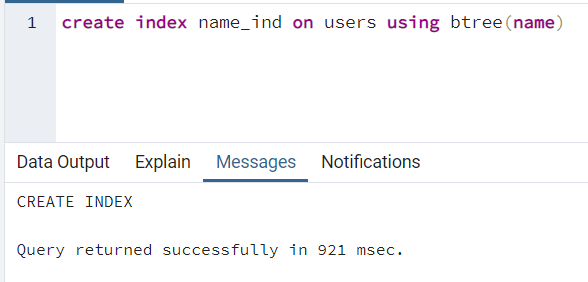 1 create index name_ind on users using btree(name)
Data Output Explain Messages Notifications
CREATE INDEX
Query returned successfully in 921 msec.